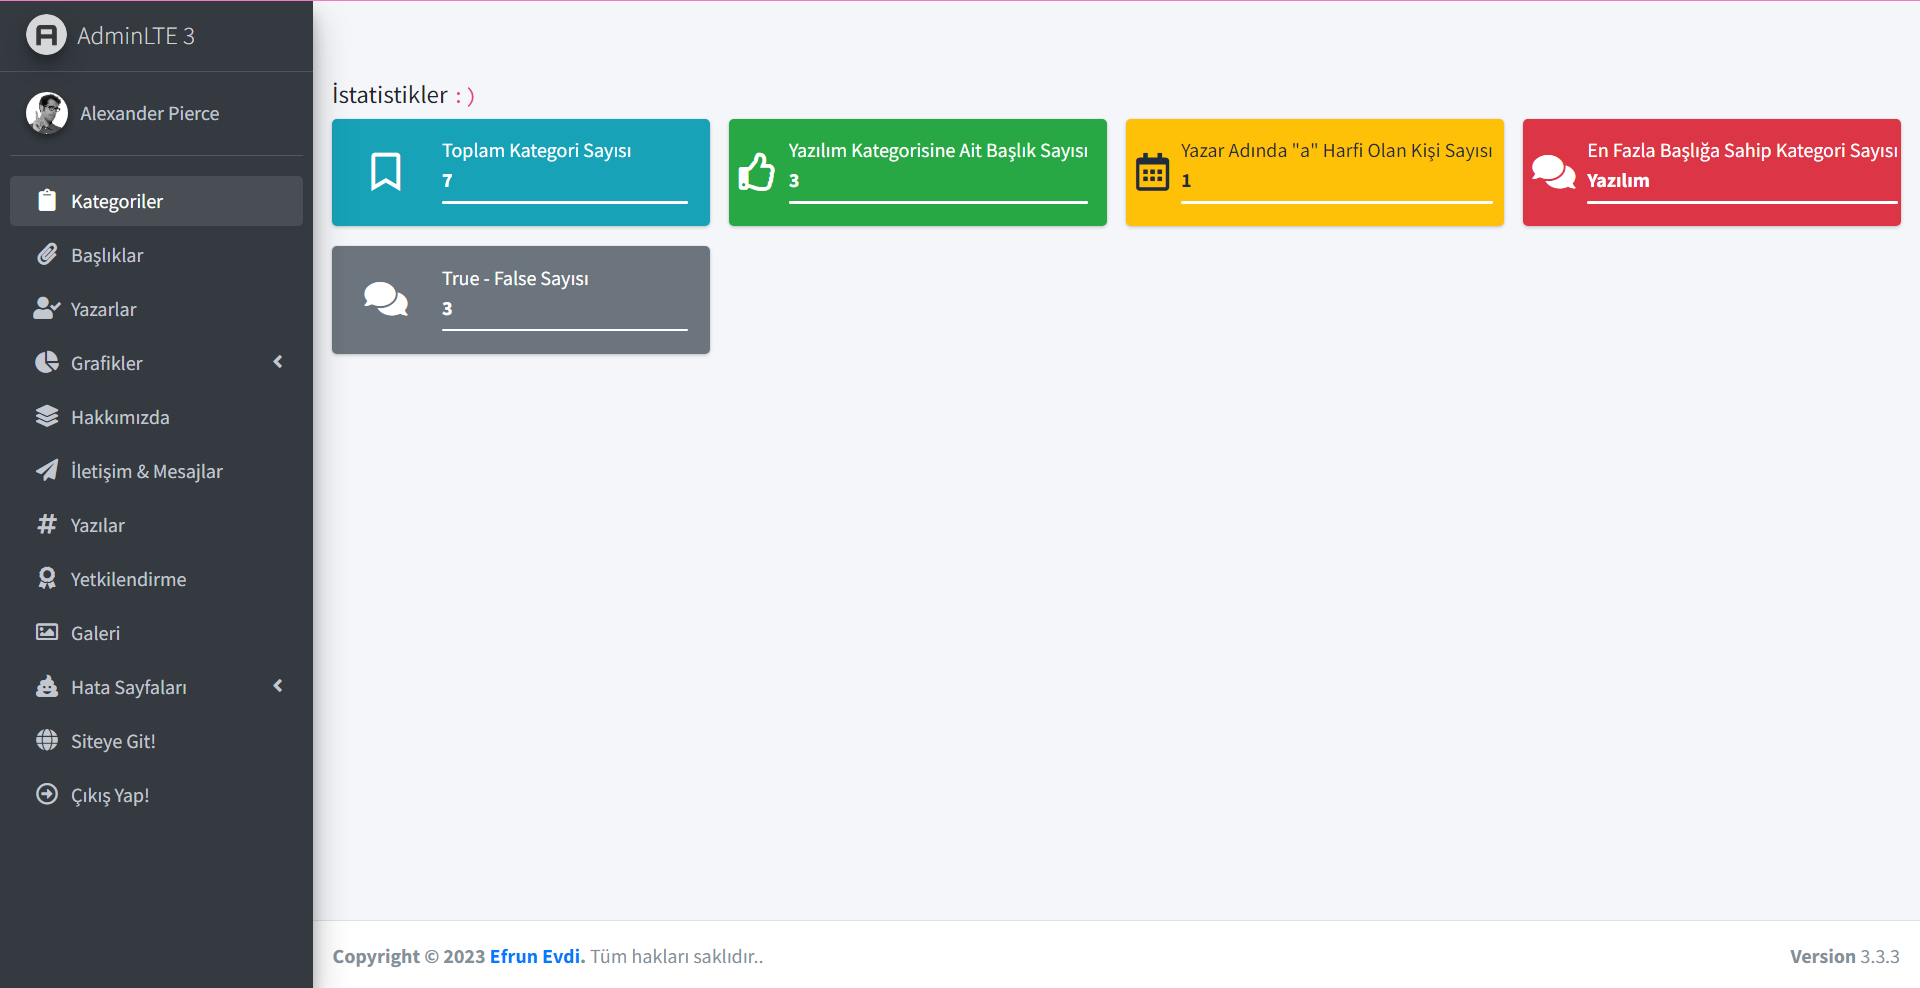 AdminLTE 3
Alexander Pierce
Kategoriler
Başlıklar
Yazarlar
Grafikler
Hakkımızda
İletişim & Mesajlar
Yazılar
Yetkilendirme
Galeri
Hata Sayfaları
Siteye Git!
Çıkış Yap!
İstatistikler : )
Toplam Kategori Sayısı
7
Yazılım Kategorisine Ait Başlık Sayısı
3
Yazar Adında "a" Harfi Olan Kişi Sayısı
1
En Fazla Başlığa Sahip Kategori Sayısı
Yazılım
True - False Sayısı
3
Copyright © 2023 Efrun Evdi. Tüm hakları saklıdır..
Version 3.3.3